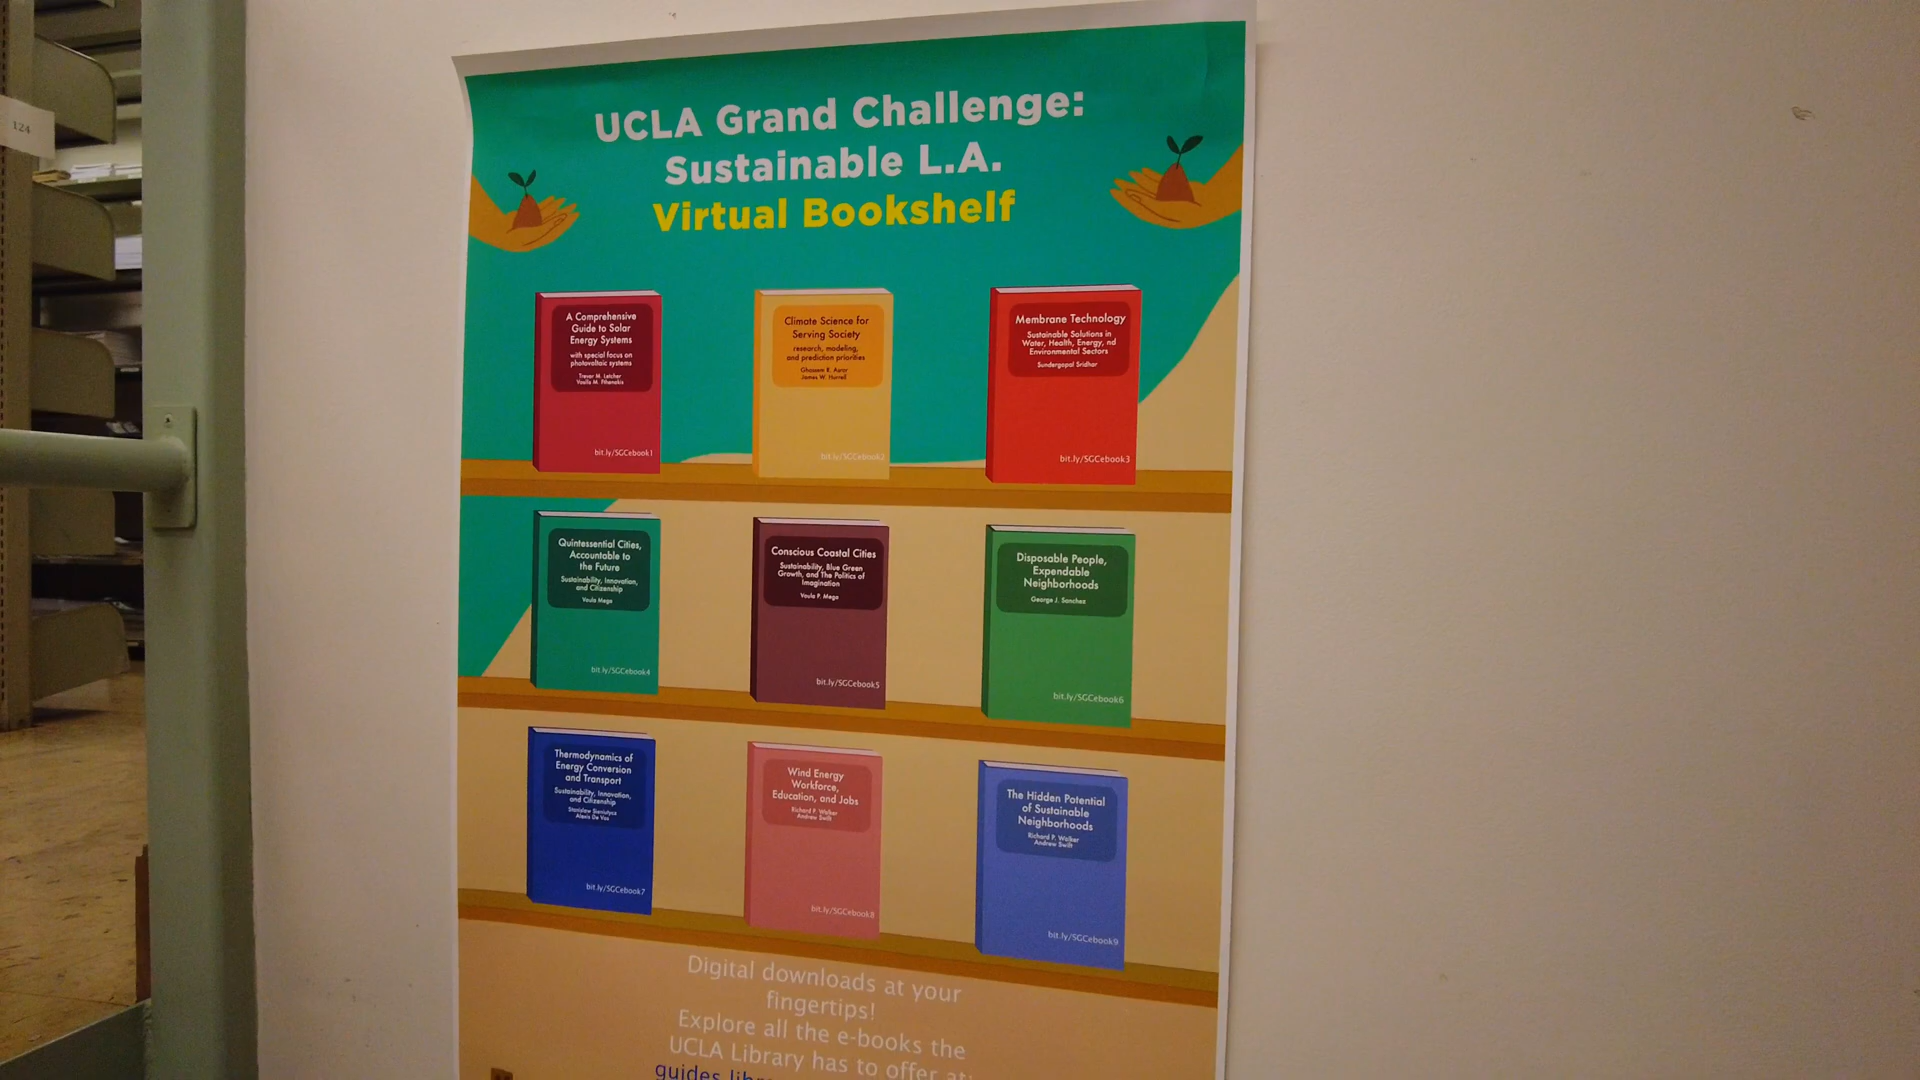 124
UCLA Grand Challenge:
Sustainable L.A.
Virtual Bookshelf
A Comprehensive
Guide to Solar
Energy Systems
with special focus on
photovoltaic systems
Trevor M. Letcher
Vasilis M. Fthenakis
bit.ly/SGCebook1
Climate Science for
Serving Society
research, modeling,
and prediction priorities
Ghassem R. Asrar
James W. Hurrell
bit.ly/SGCebook2
Membrane Technology
Sustainable Solutions in
Water, Health, Energy, nd
Environmental Sectors
Sundergopal Sridhar
bit.ly/SGCebook3
Quintessential Cities,
Accountable to
the Future
Sustainability, Innovation,
and Citizenship
Voula Mega
bit.ly/SGCebook4
Conscious Coastal Cities
Sustainability, Blue Green
Growth, and The Politics of
Imagination
Voula P. Mega
bit.ly/SGCebook5
Disposable People,
Expendable
Neighborhoods
George J. Sanchez
bit.ly/SGCebook6
Thermodynamics of
Energy Conversion
and Transport
Sustainability, Innovation,
and Citizenship
Stanislaw Sieniutycz
Alexis De Vos
bit.ly/SGCebook7
Wind Energy
Workforce,
Education, and Jobs
Richard P. Walker
Andrew Swift
bit.ly/SGCebook8
The Hidden Potential
of Sustainable
Neighborhoods
Richard P. Walker
Andrew Swift
bit.ly/SGCebook9
Digital downloads at your
fingertips!
Explore all the e-books the
UCLA Library has to offer at: